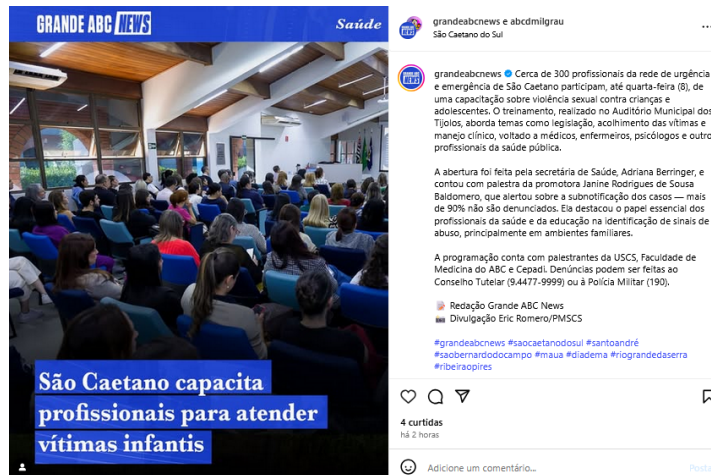 GRANDE ABC NEWS
Saúde
São Caetano capacita
profissionais para atender
vítimas infantis
grandeabcnews e abcdmilgrau
São Caetano do Sul
grandeabcnews Cerca de 300 profissionais da rede de urgência
e emergência de São Caetano participam, até quarta-feira (8), de
uma capacitação sobre violência sexual contra crianças e
adolescentes. O treinamento, realizado no Auditório Municipal dos
Tijolos, aborda temas como legislação, acolhimento das vítimas e
manejo clínico, voltado a médicos, enfermeiros, psicólogos e outro
profissionais da saúde pública.
A abertura foi feita pela secretária de Saúde, Adriana Berringer, e
contou com palestra da promotora Janine Rodrigues de Sousa
Baldomero, que alertou sobre a subnotificação dos casos — mais
de 90% não são denunciados. Ela destacou o papel essencial dos
profissionais da saúde e da educação na identificação de sinais de
abuso, principalmente em ambientes familiares.
A programação conta com palestrantes da USCS, Faculdade de
Medicina do ABC e Cepadi. Denúncias podem ser feitas ao
Conselho Tutelar (9.4477-9999) ou à Polícia Militar (190).
Redação Grande ABC News
Divulgação Eric Romero/PMSCS
#grandeabcnews #saocaetanodosul #santoandré
#saobernardodocampo #maua #diadema #riograndedaserra
#ribeiraopires
4 curtidas
há 2 horas
Adicione um comentário...
Posta